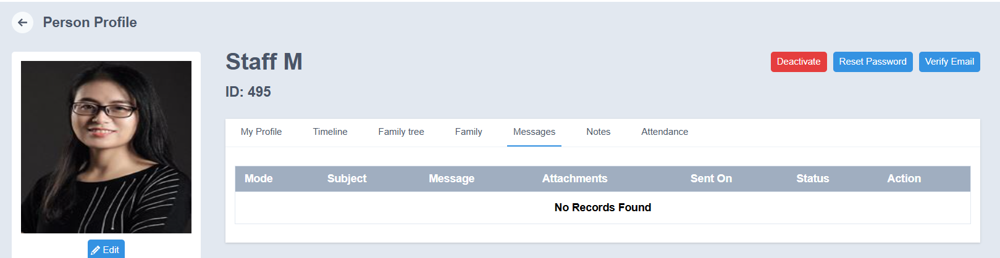 Person Profile
Staff M
Deactivate Reset Password Verify Email
ID: 495
My Profile Timeline Family tree Family Messages Notes Attendance
Mode Subject Message Attachments Sent On Status Action
No Records Found
Edit